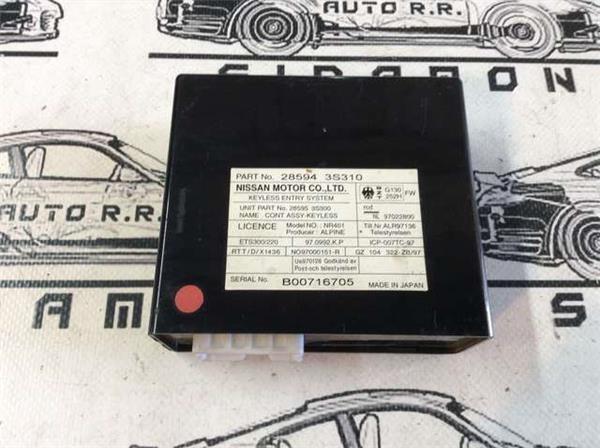 AUTO R.R.
AUTO R.R.
PART No. 28594 3S310
NISSAN MOTOR CO.,LTD.
KEYLESS ENTRY SYSTEM
UNIT PART No. 28595 3S300
NAME : CONT ASSY-KEYLESS
G130
252H
FW
NL 97022800
LICENCE
Model NO. : NR401
Producer : ALPINE
Till Nr ALR97136
Telestyrelsen
ETS300/220
97.0992.K.P
ICP-007TC-97
RTT/D/X1436
NO97000151-R
GZ 104 322-ZB/97
Ue970126 Godkänd av
Post-och telestyrelsen
SERIAL No.
B00716705
MADE IN JAPAN